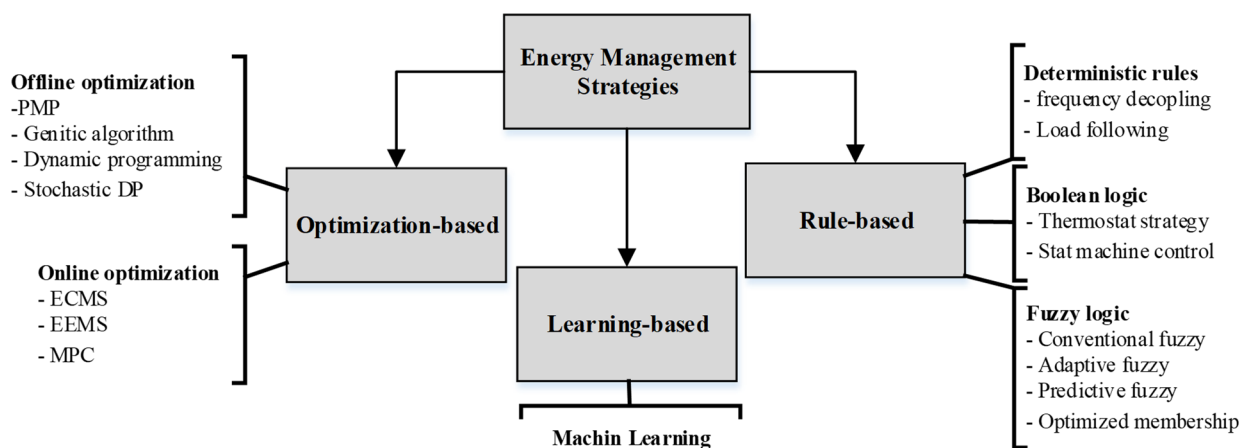 Energy Management
Strategies
Offline optimization
-PMP
- Genitic algorithm
- Dynamic programming
- Stochastic DP
Online optimization
- ECMS
- EEMS
- MPC
Optimization-based
Learning-based
Machin Learning
Rule-based
Deterministic rules
- frequency decopling
- Load following
Boolean logic
- Thermostat strategy
- Stat machine control
Fuzzy logic
- Conventional fuzzy
- Adaptive fuzzy
- Predictive fuzzy
- Optimized membership